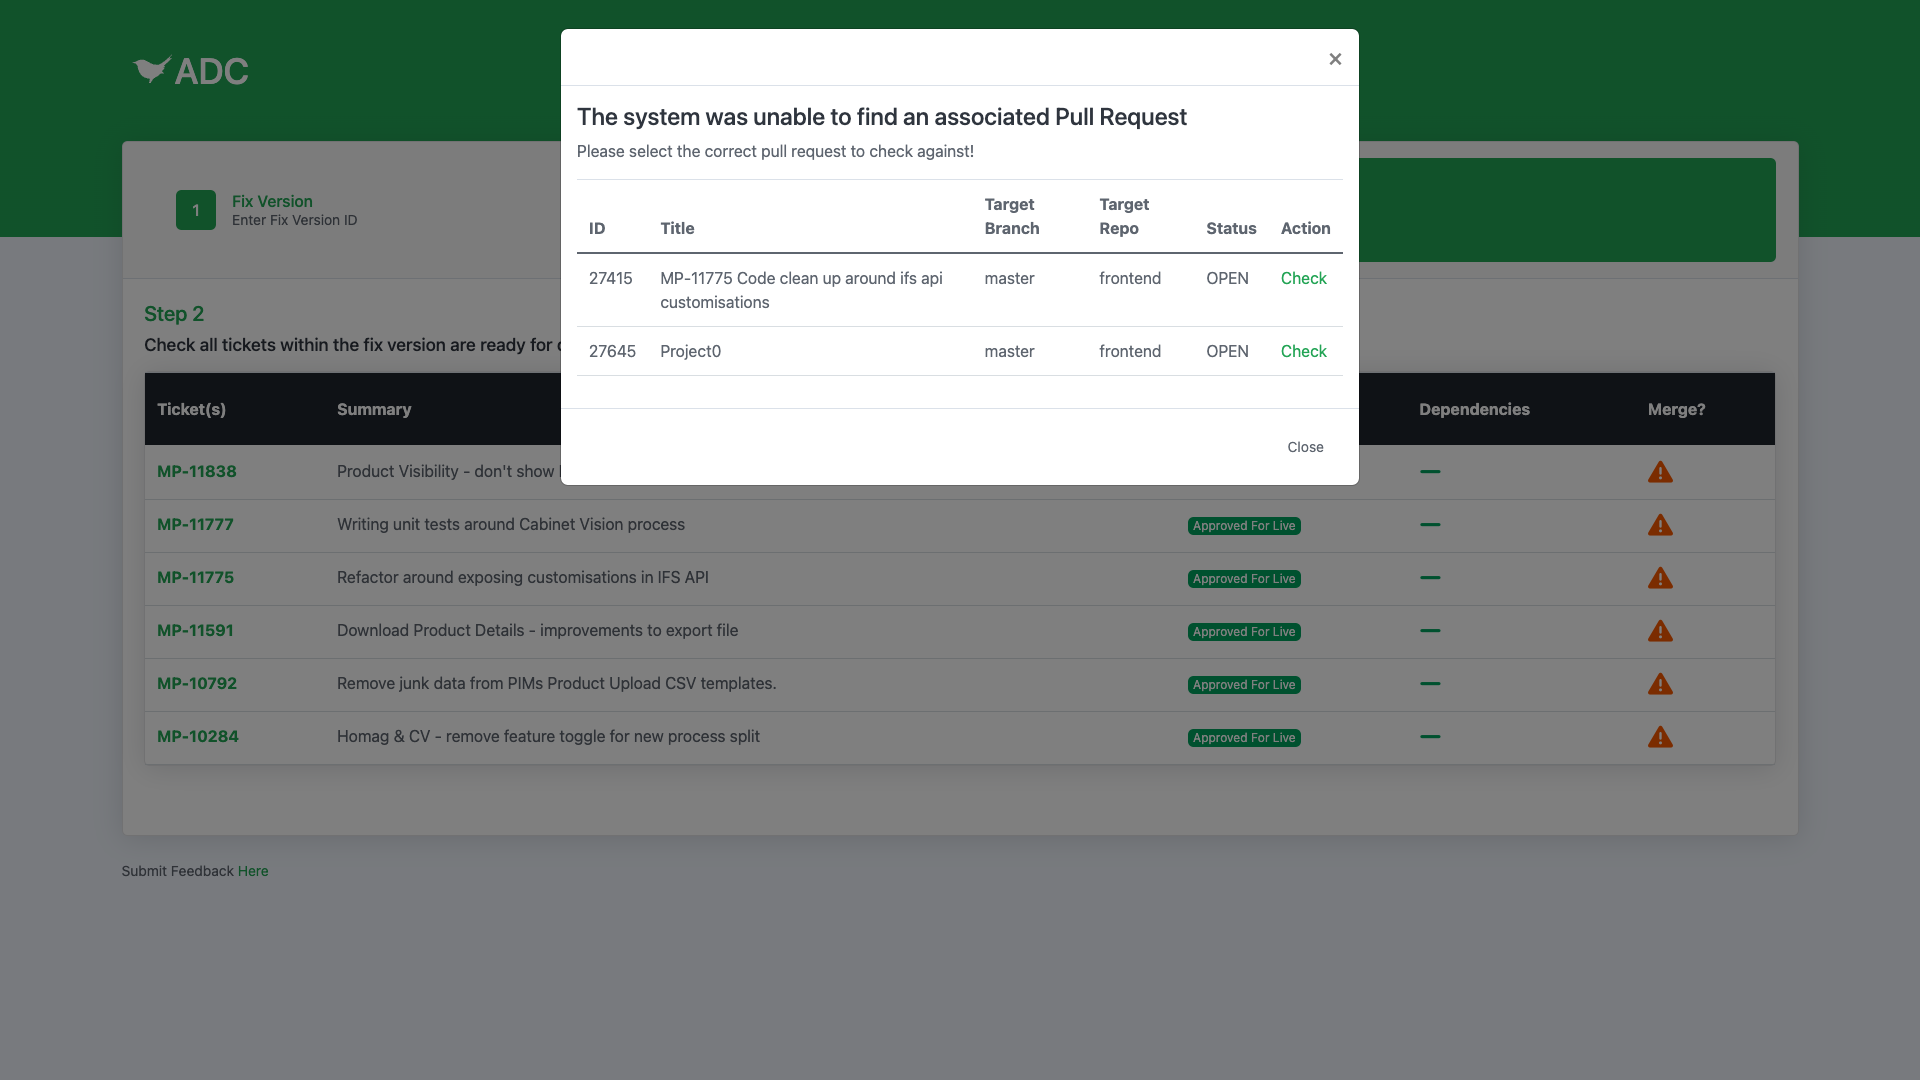 ADC
×
The system was unable to find an associated Pull Request
Please select the correct pull request to check against!
ID Title Target Branch Target Repo Status Action
27415 MP-11775 Code clean up around ifs api customisations master frontend OPEN Check
27645 Project0 master frontend OPEN Check
Close
1
Fix Version
Enter Fix Version ID
Step 2
Check all tickets within the fix version are ready for
Ticket(s) Summary Dependencies Merge?
MP-11838 Product Visibility - don't show
MP-11777 Writing unit tests around Cabinet Vision process Approved For Live
MP-11775 Refactor around exposing customisations in IFS API Approved For Live
MP-11591 Download Product Details - improvements to export file Approved For Live
MP-10792 Remove junk data from PIMs Product Upload CSV templates. Approved For Live
MP-10284 Homag & CV - remove feature toggle for new process split Approved For Live
Submit Feedback Here